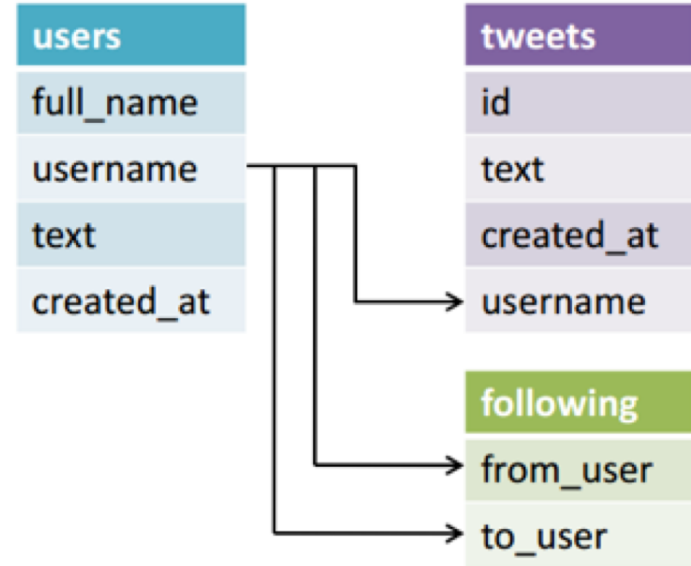 users
full_name
username
text
created_at
tweets
id
text
created_at
username
following
from_user
to_user